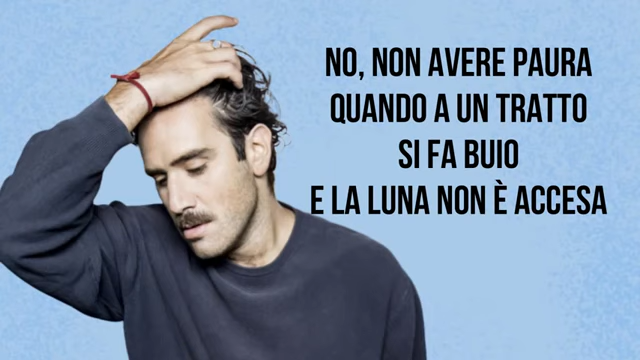 NO, NON AVERE PAURA
QUANDO A UN TRATTO
SI FA BUIO
E LA LUNA NON È ACCESA